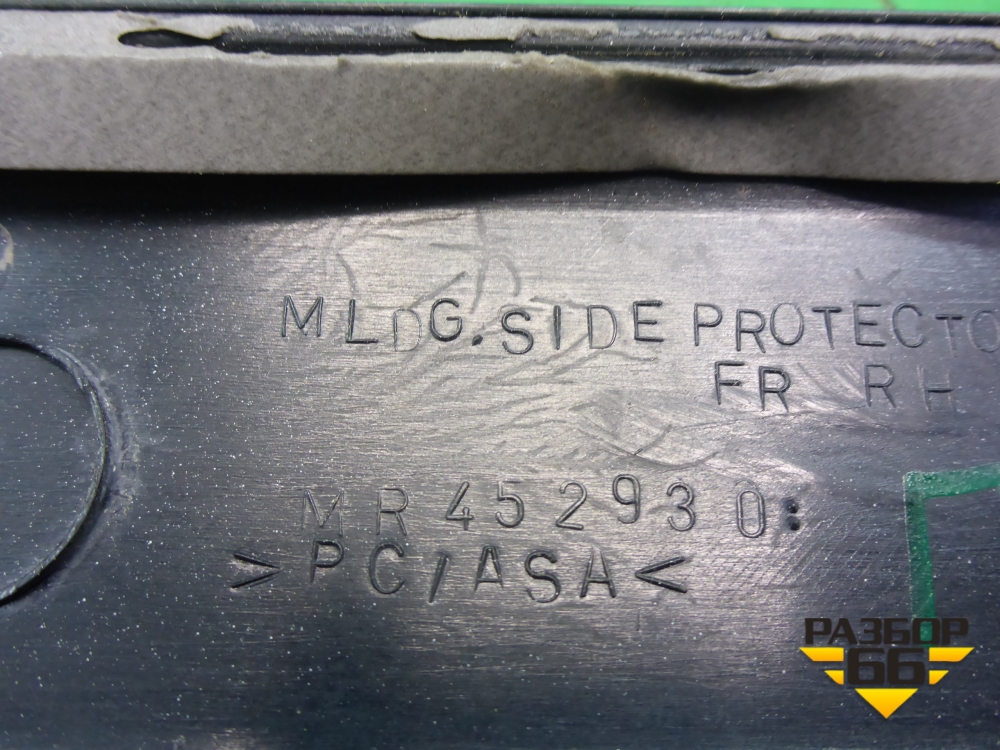 MLDG.SIDE PROTECTO
FR RH
MR452930:
>PC/ASA<
РАЗБОР
66